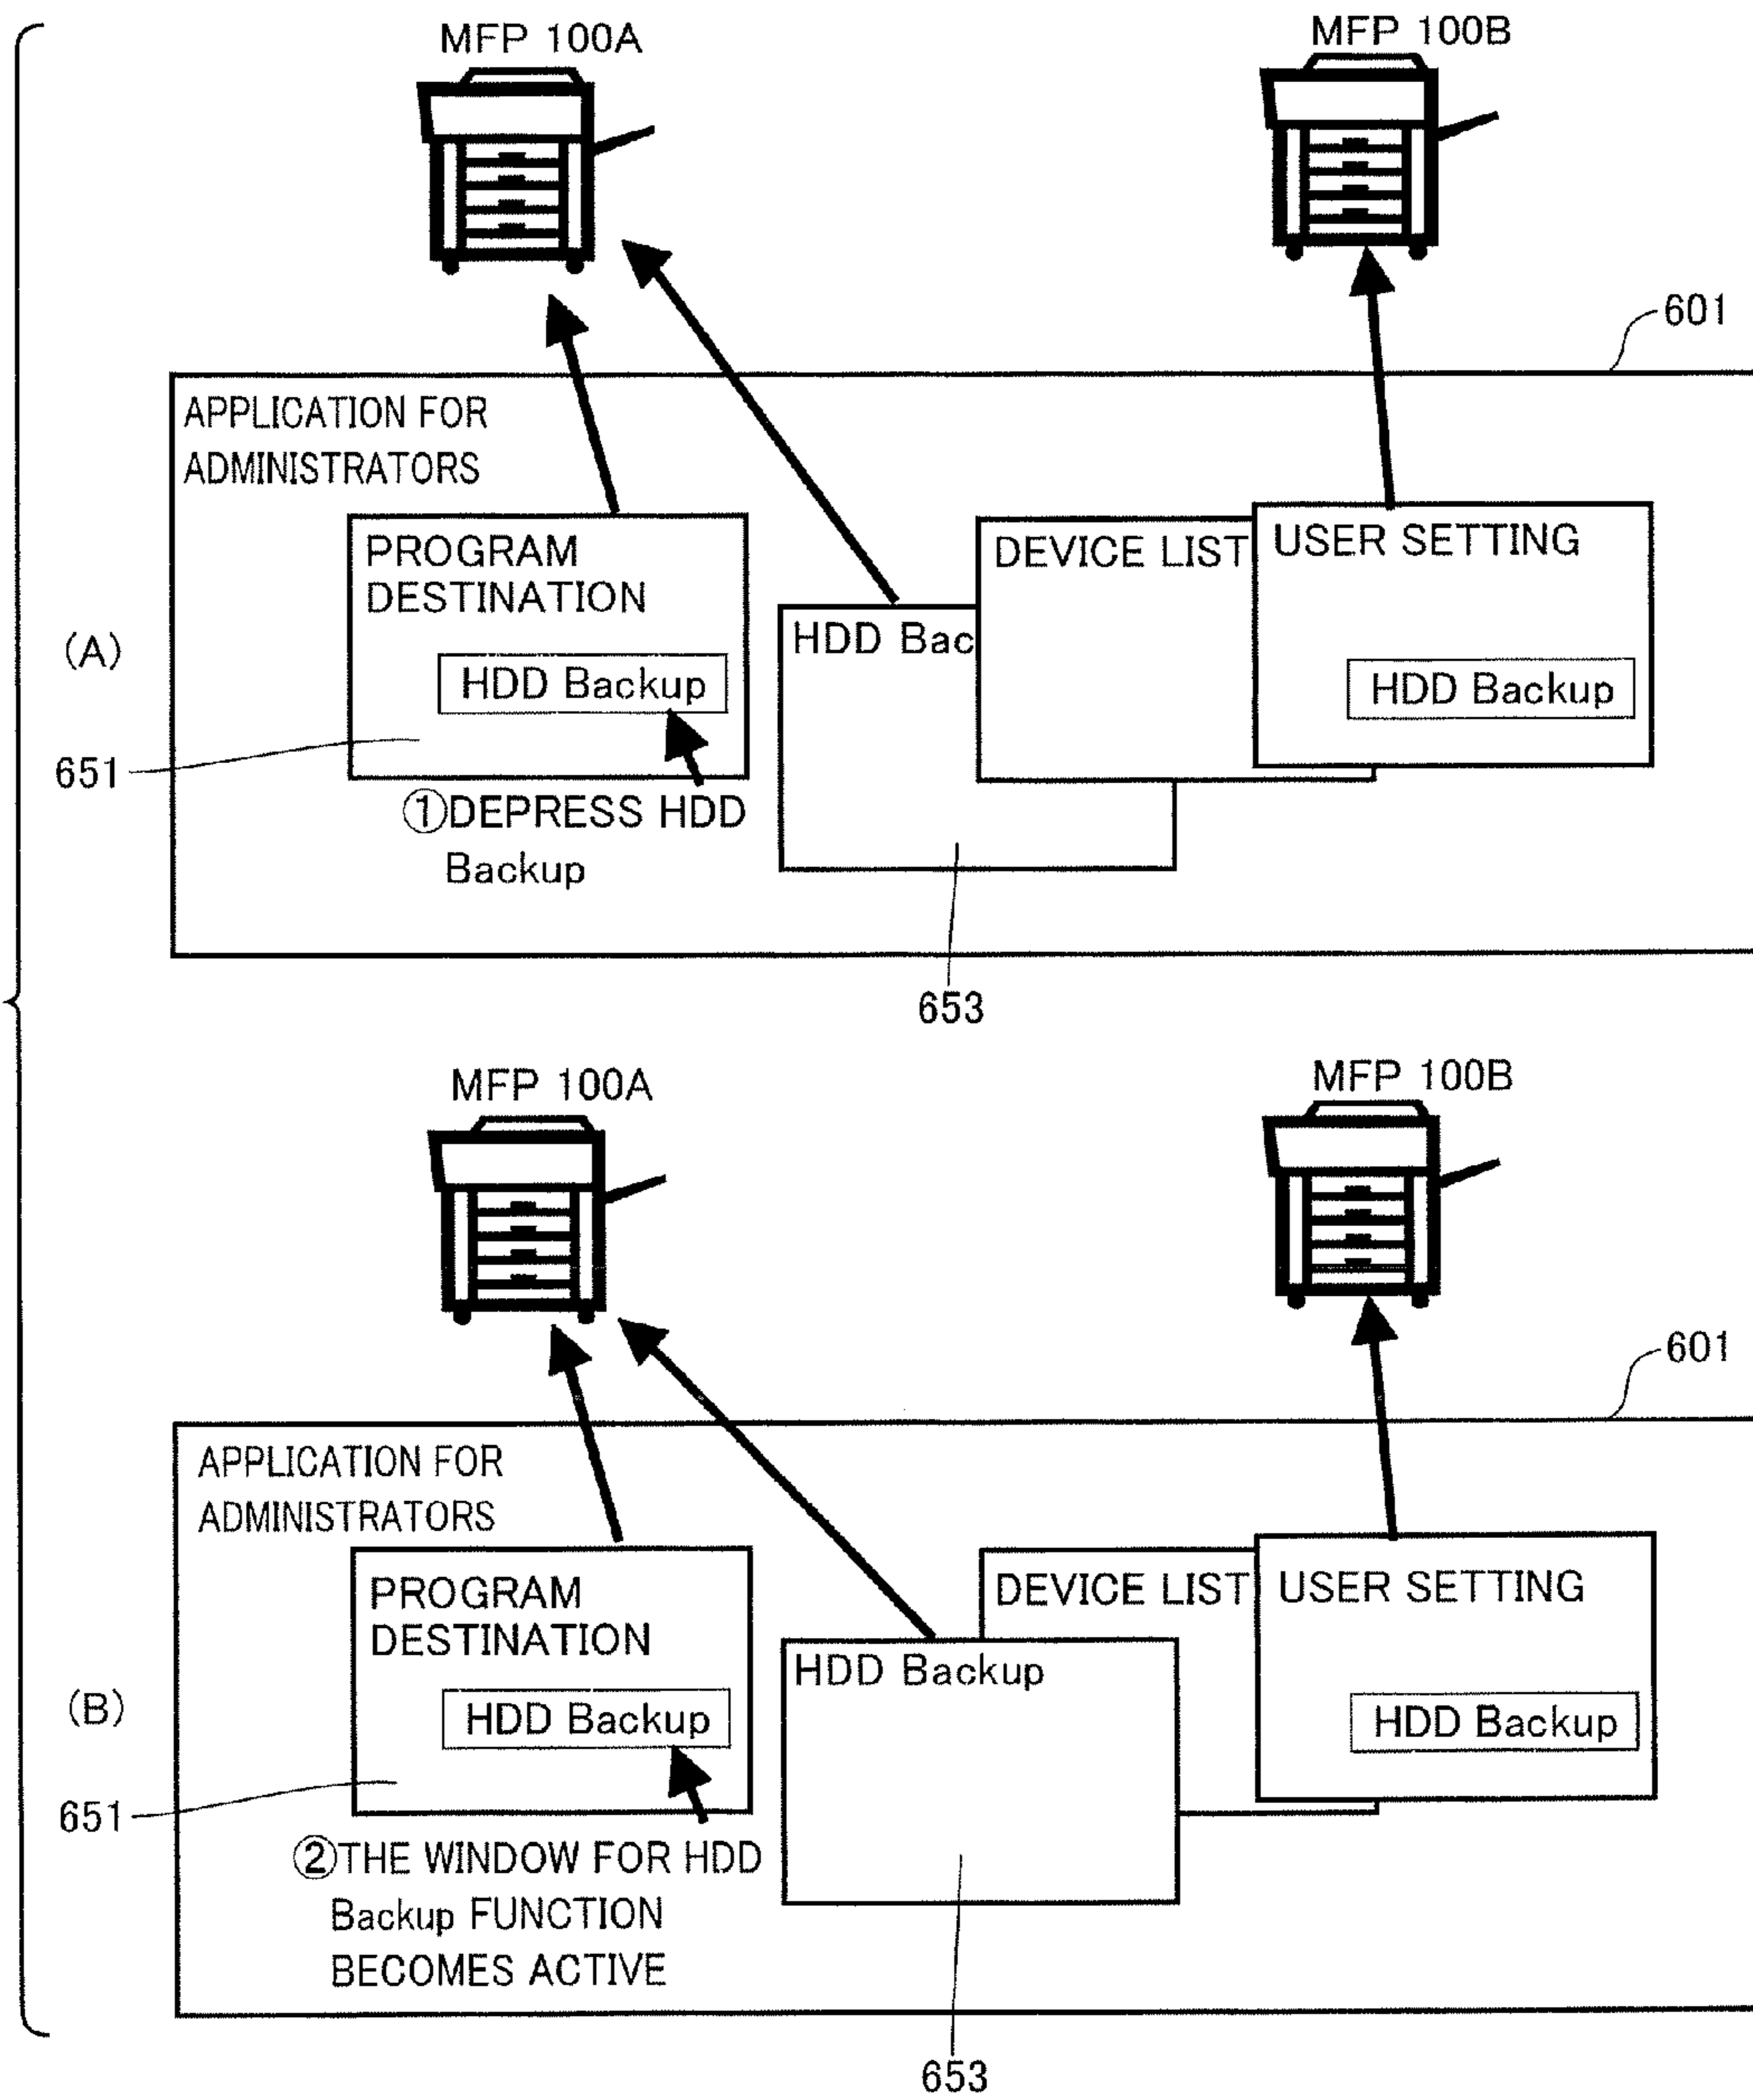 MFP 100A
MFP 100B
601
APPLICATION FOR
ADMINISTRATORS
PROGRAM
DESTINATION
HDD Backup
HDD Bac
DEVICE LIST
USER SETTING
HDD Backup
(A)
651
①DEPRESS HDD
Backup
653
MFP 100A
MFP 100B
601
APPLICATION FOR
ADMINISTRATORS
PROGRAM
DESTINATION
HDD Backup
HDD Backup
DEVICE LIST
USER SETTING
HDD Backup
(B)
651
②THE WINDOW FOR HDD
Backup FUNCTION
BECOMES ACTIVE
653